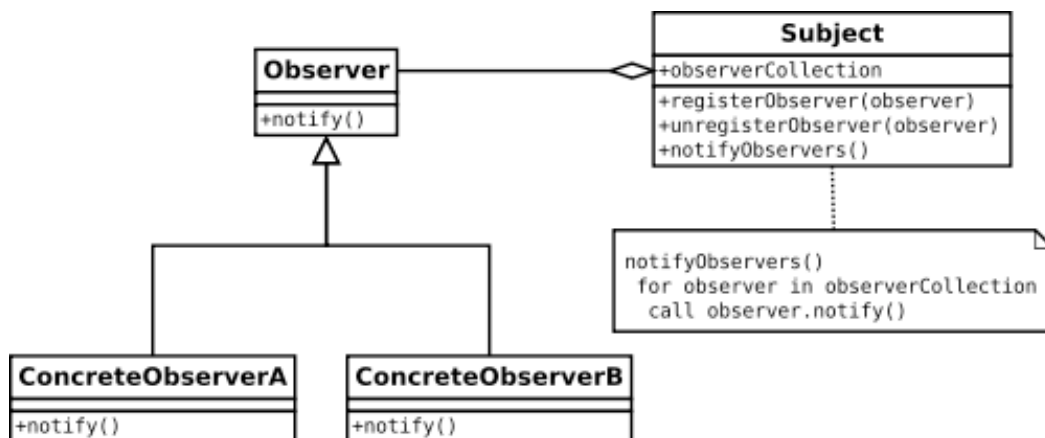 Observer
+notify()
Subject
+observerCollection
+registerObserver(observer)
+unregisterObserver(observer)
+notifyObservers()
notifyObservers()
for observer in observerCollection
call observer.notify()
ConcreteObserverA
+notify()
ConcreteObserverB
+notify()